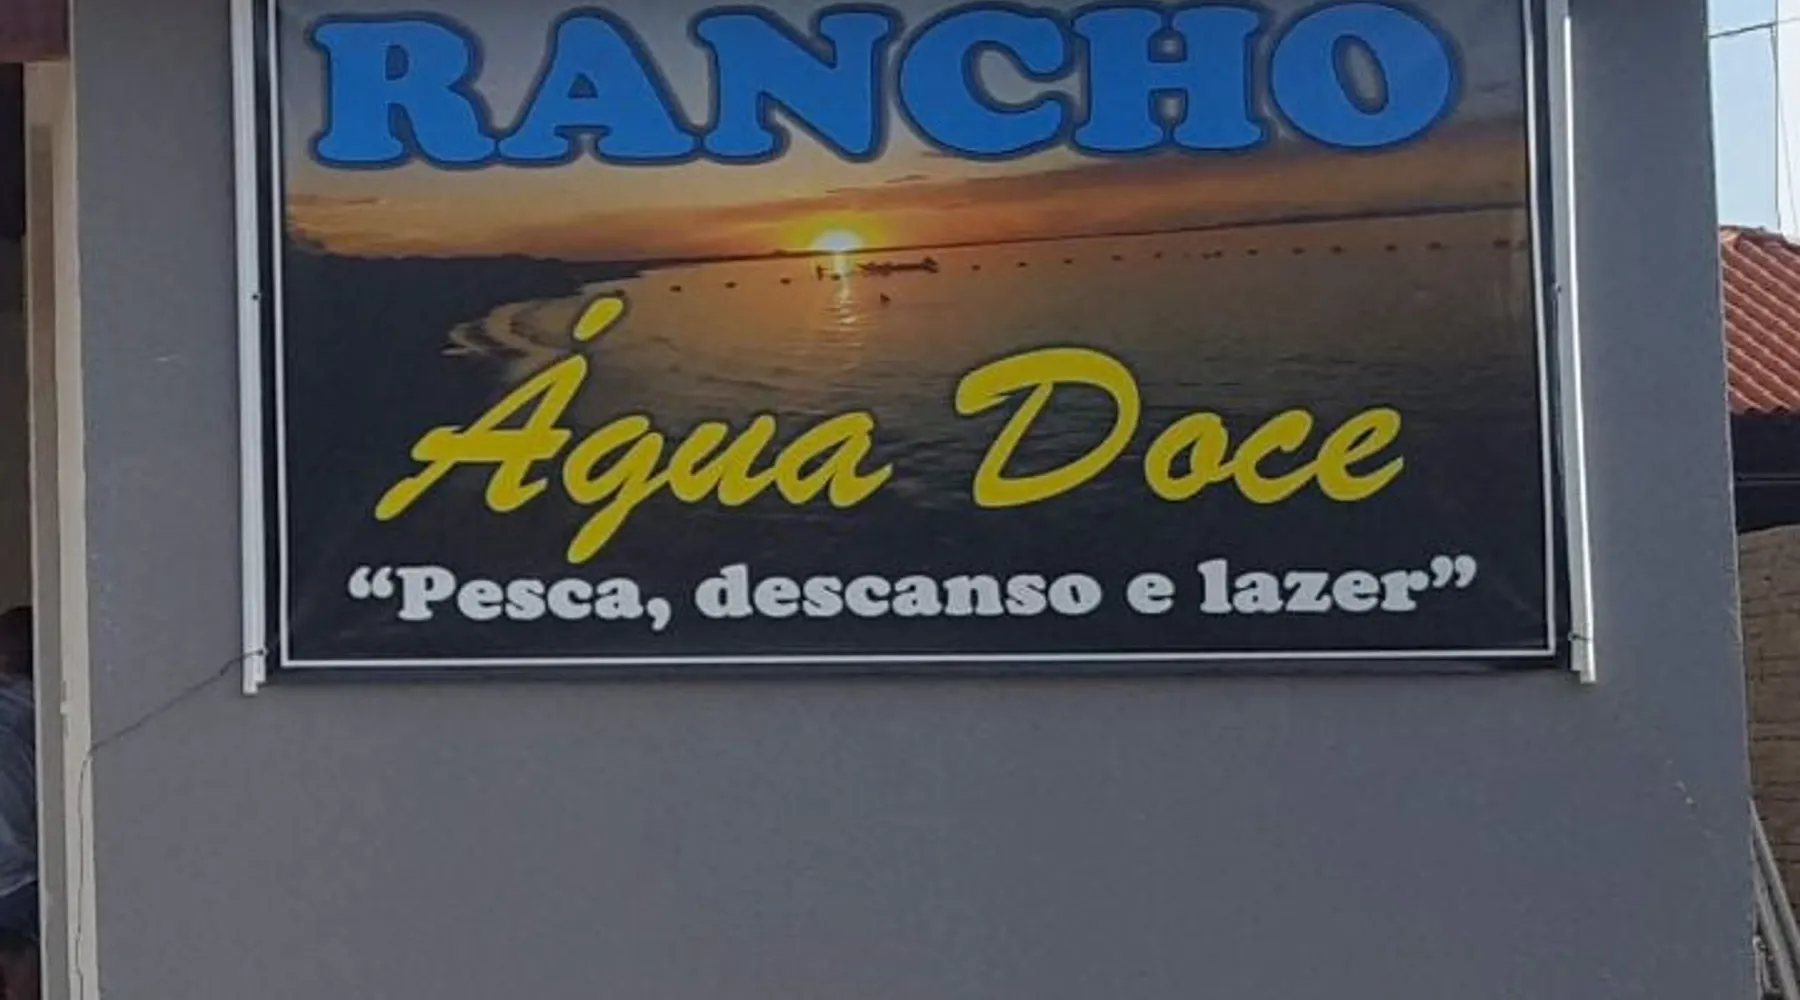 RANCHO
Água Doce
“Pesca, descanso e lazer”